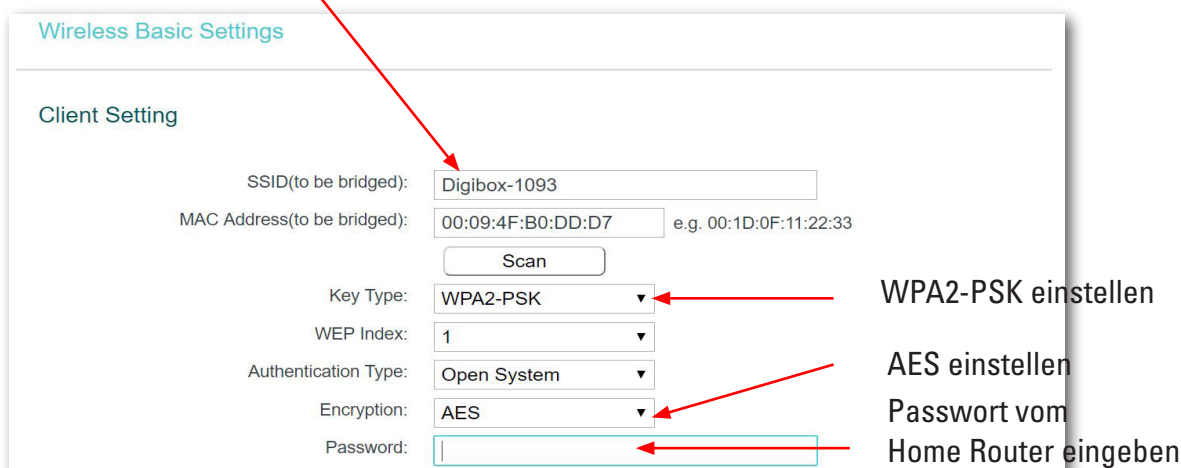 Wireless Basic Settings
Client Setting
SSID(to be bridged): Digibox-1093
MAC Address(to be bridged): 00:09:4F:B0:DD:D7 e.g. 00:1D:0F:11:22:33
Scan
Key Type: WPA2-PSK WPA2-PSK einstellen
WEP Index: 1
Authentication Type: Open System AES einstellen
Encryption: AES Passwort vom
Password: Home Router eingeben